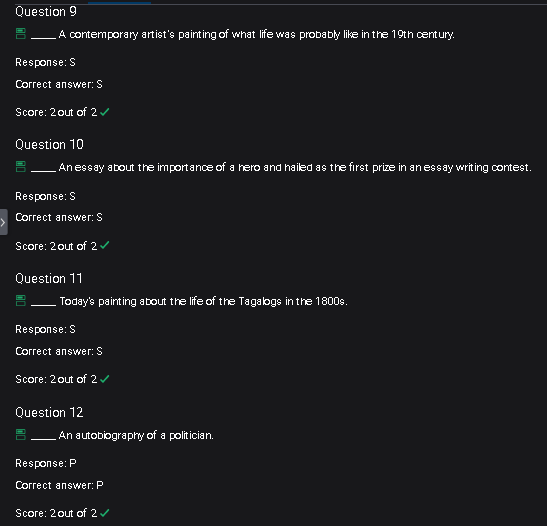 Question 9
_____ A contemporary artist's painting of what life was probably like in the 19th century.
Response: S
Correct answer: S
Score: 2 out of 2
Question 10
_____ An essay about the importance of a hero and hailed as the first prize in an essay writing contest.
Response: S
Correct answer: S
Score: 2 out of 2
Question 11
_____ Today's painting about the life of the Tagalogs in the 1800s.
Response: S
Correct answer: S
Score: 2 out of 2
Question 12
_____ An autobiography of a politician.
Response: P
Correct answer: P
Score: 2 out of 2